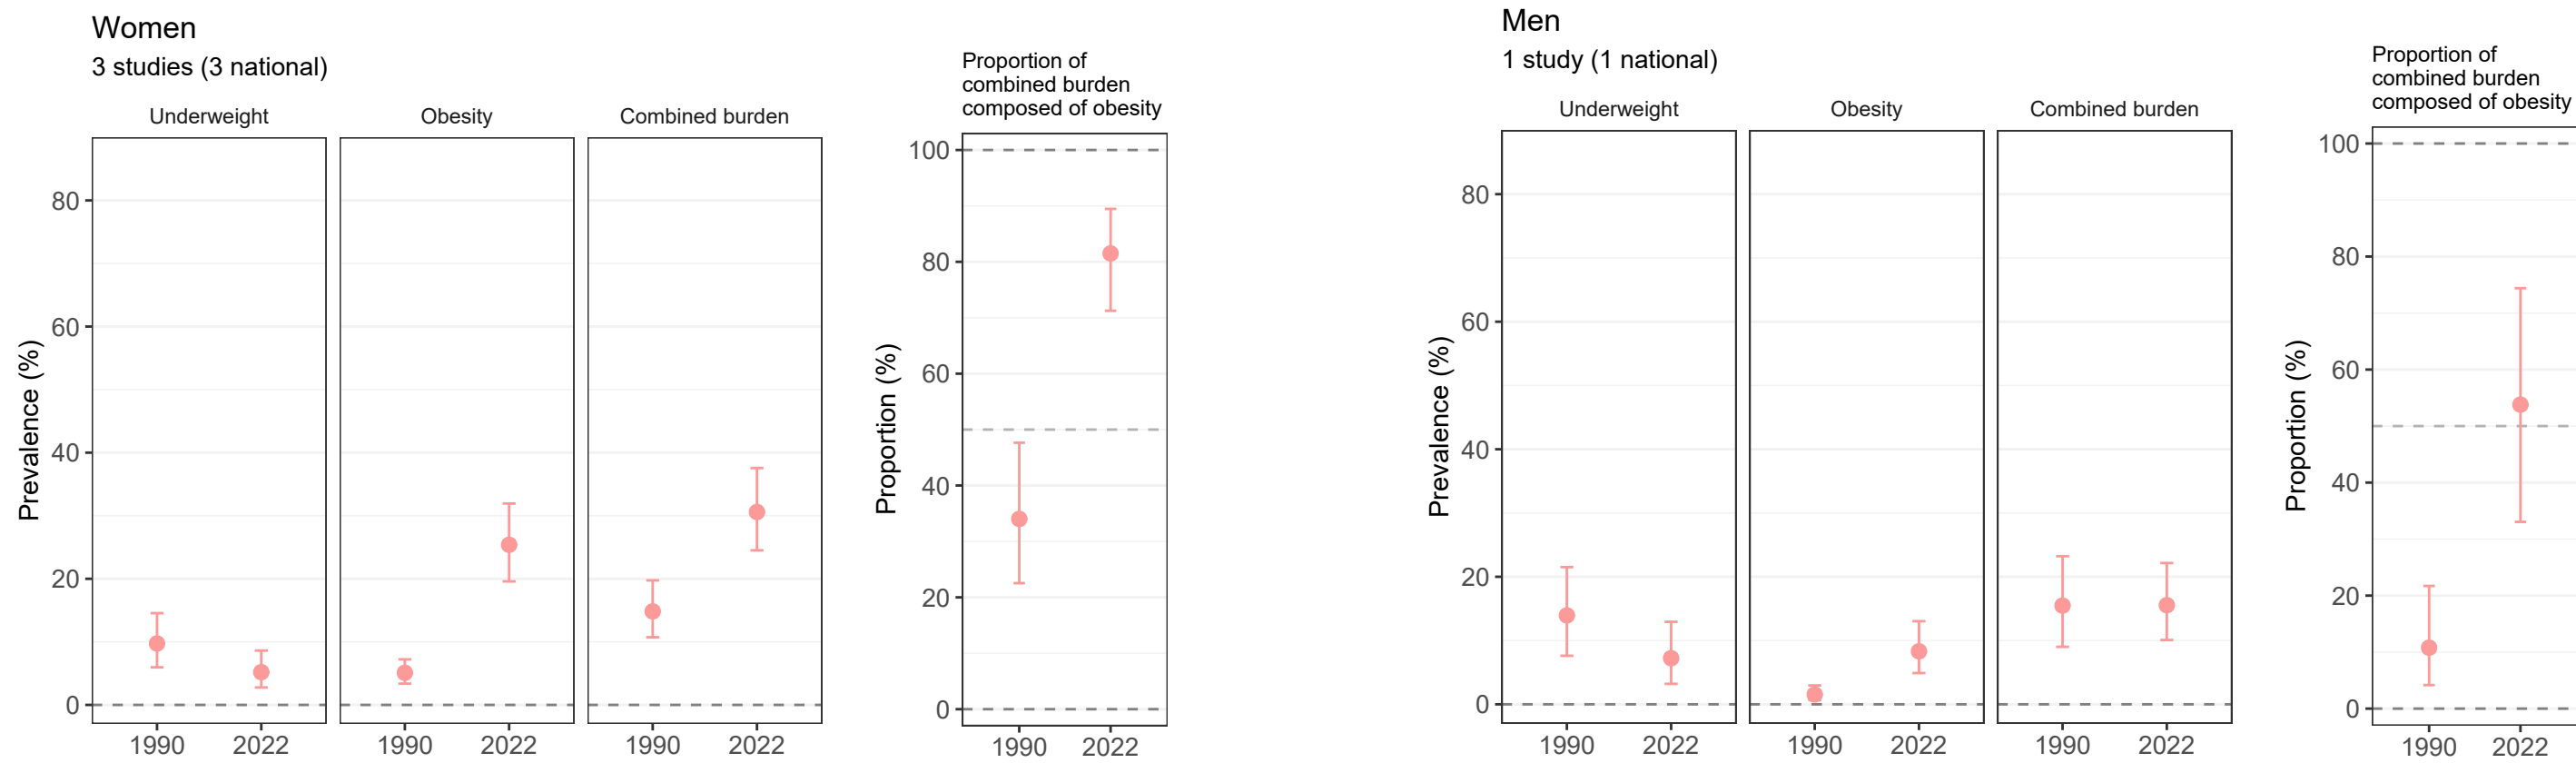 Women
3 studies (3 national)
Underweight
Obesity
Combined burden
Prevalence (%)
80
60
40
20
0
1990 2022
1990 2022
1990 2022
Proportion of
combined burden
composed of obesity
Proportion (%)
100
80
60
40
20
0
1990 2022
Men
1 study (1 national)
Underweight
Obesity
Combined burden
Prevalence (%)
80
60
40
20
0
1990 2022
1990 2022
1990 2022
Proportion of
combined burden
composed of obesity
Proportion (%)
100
80
60
40
20
0
1990 2022